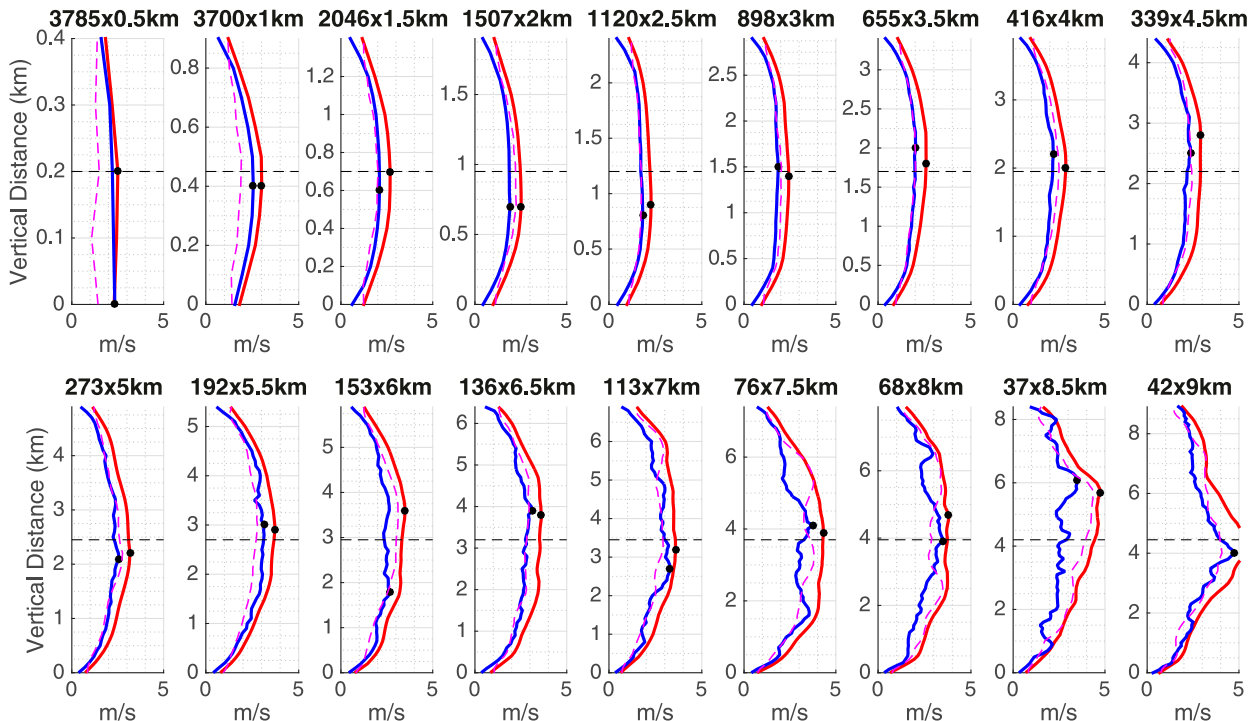 3785x0.5km 3700x1km 2046x1.5km 1507x2km 1120x2.5km 898x3km 655x3.5km 416x4km 339x4.5km
Vertical Distance (km)
0.4 0.3 0.2 0.1 0
0.8 0.6 0.4 0.2 0
1.2 1 0.8 0.6 0.4 0.2 0
1.5 1 0.5 0
2 1.5 1 0.5 0
2.5 2 1.5 1 0.5 0
3 2.5 2 1.5 1 0.5 0
3 2 1 0
4 3 2 1 0
0 5 0 5 0 5 0 5 0 5 0 5 0 5 0 5 0 5
m/s m/s m/s m/s m/s m/s m/s m/s m/s
273x5km 192x5.5km 153x6km 136x6.5km 113x7km 76x7.5km 68x8km 37x8.5km 42x9km
Vertical Distance (km)
4 3 2 1 0
5 4 3 2 1 0
5 4 3 2 1 0
6 5 4 3 2 1 0
6 5 4 3 2 1 0
6 4 2 0
6 4 2 0
8 6 4 2 0
8 6 4 2 0
0 5 0 5 0 5 0 5 0 5 0 5 0 5 0 5 0 5
m/s m/s m/s m/s m/s m/s m/s m/s m/s